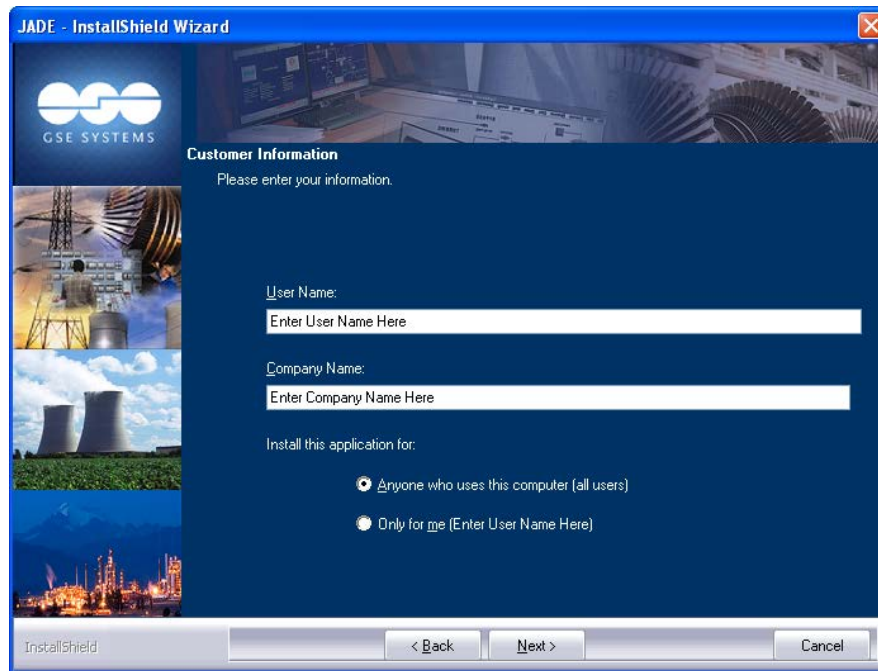 JADE - InstallShield Wizard
GSE SYSTEMS
Customer Information
Please enter your information.
User Name:
Enter User Name Here
Company Name:
Enter Company Name Here
Install this application for:
Anyone who uses this computer (all users)
Only for me (Enter User Name Here)
InstallShield
< Back
Next >
Cancel